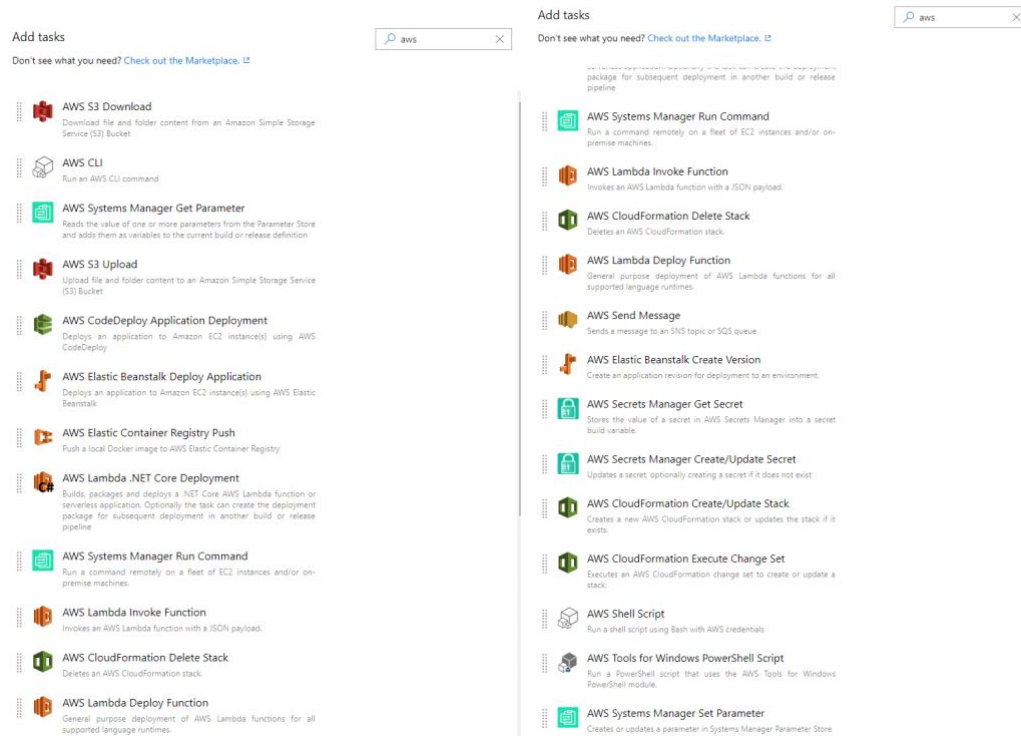 Add tasks
aws
Don't see what you need? Check out the Marketplace.
AWS S3 Download
Download file and folder content from an Amazon Simple Storage
Service (S3) Bucket
AWS CLI
Run an AWS CLI command
AWS Systems Manager Get Parameter
Reads the value of one or more parameters from the Parameter Store
and adds them as variables to the current build or release definition
AWS S3 Upload
Upload file and folder content to an Amazon Simple Storage Service
(S3) Bucket
AWS CodeDeploy Application Deployment
Deploys an application to Amazon EC2 instance(s) using AWS
CodeDeploy
AWS Elastic Beanstalk Deploy Application
Deploys an application to Amazon EC2 instance(s) using AWS Elastic
Beanstalk
AWS Elastic Container Registry Push
Push a local Docker image to AWS Elastic Container Registry
AWS Lambda .NET Core Deployment
Builds, packages and deploys a .NET Core AWS Lambda function or
serverless application. Optionally the task can create the deployment
package for subsequent deployment in another build or release
pipeline
AWS Systems Manager Run Command
Run a command remotely on a fleet of EC2 instances and/or on-
premise machines.
AWS Lambda Invoke Function
Invokes an AWS Lambda function with a JSON payload.
AWS CloudFormation Delete Stack
Deletes an AWS CloudFormation stack.
AWS Lambda Deploy Function
General purpose deployment of AWS Lambda functions for all
supported language runtimes.
Add tasks
aws
Don't see what you need? Check out the Marketplace.
package for subsequent deployment in another build or release
pipeline
AWS Systems Manager Run Command
Run a command remotely on a fleet of EC2 instances and/or on-
premise machines.
AWS Lambda Invoke Function
Invokes an AWS Lambda function with a JSON payload.
AWS CloudFormation Delete Stack
Deletes an AWS CloudFormation stack.
AWS Lambda Deploy Function
General purpose deployment of AWS Lambda functions for all
supported language runtimes.
AWS Send Message
Sends a message to an SNS topic or SQS queue
AWS Elastic Beanstalk Create Version
Create an application revision for deployment to an environment.
AWS Secrets Manager Get Secret
Stores the value of a secret in AWS Secrets Manager into a secret
build variable.
AWS Secrets Manager Create/Update Secret
Updates a secret, optionally creating a secret if it does not exist
AWS CloudFormation Create/Update Stack
Creates a new AWS CloudFormation stack or updates the stack if it
exists.
AWS CloudFormation Execute Change Set
Executes an AWS CloudFormation change set to create or update a
stack.
AWS Shell Script
Run a shell script using Bash with AWS credentials
AWS Tools for Windows PowerShell Script
Run a PowerShell script that uses the AWS Tools for Windows
PowerShell module.
AWS Systems Manager Set Parameter
Creates or updates a parameter in Systems Manager Parameter Store